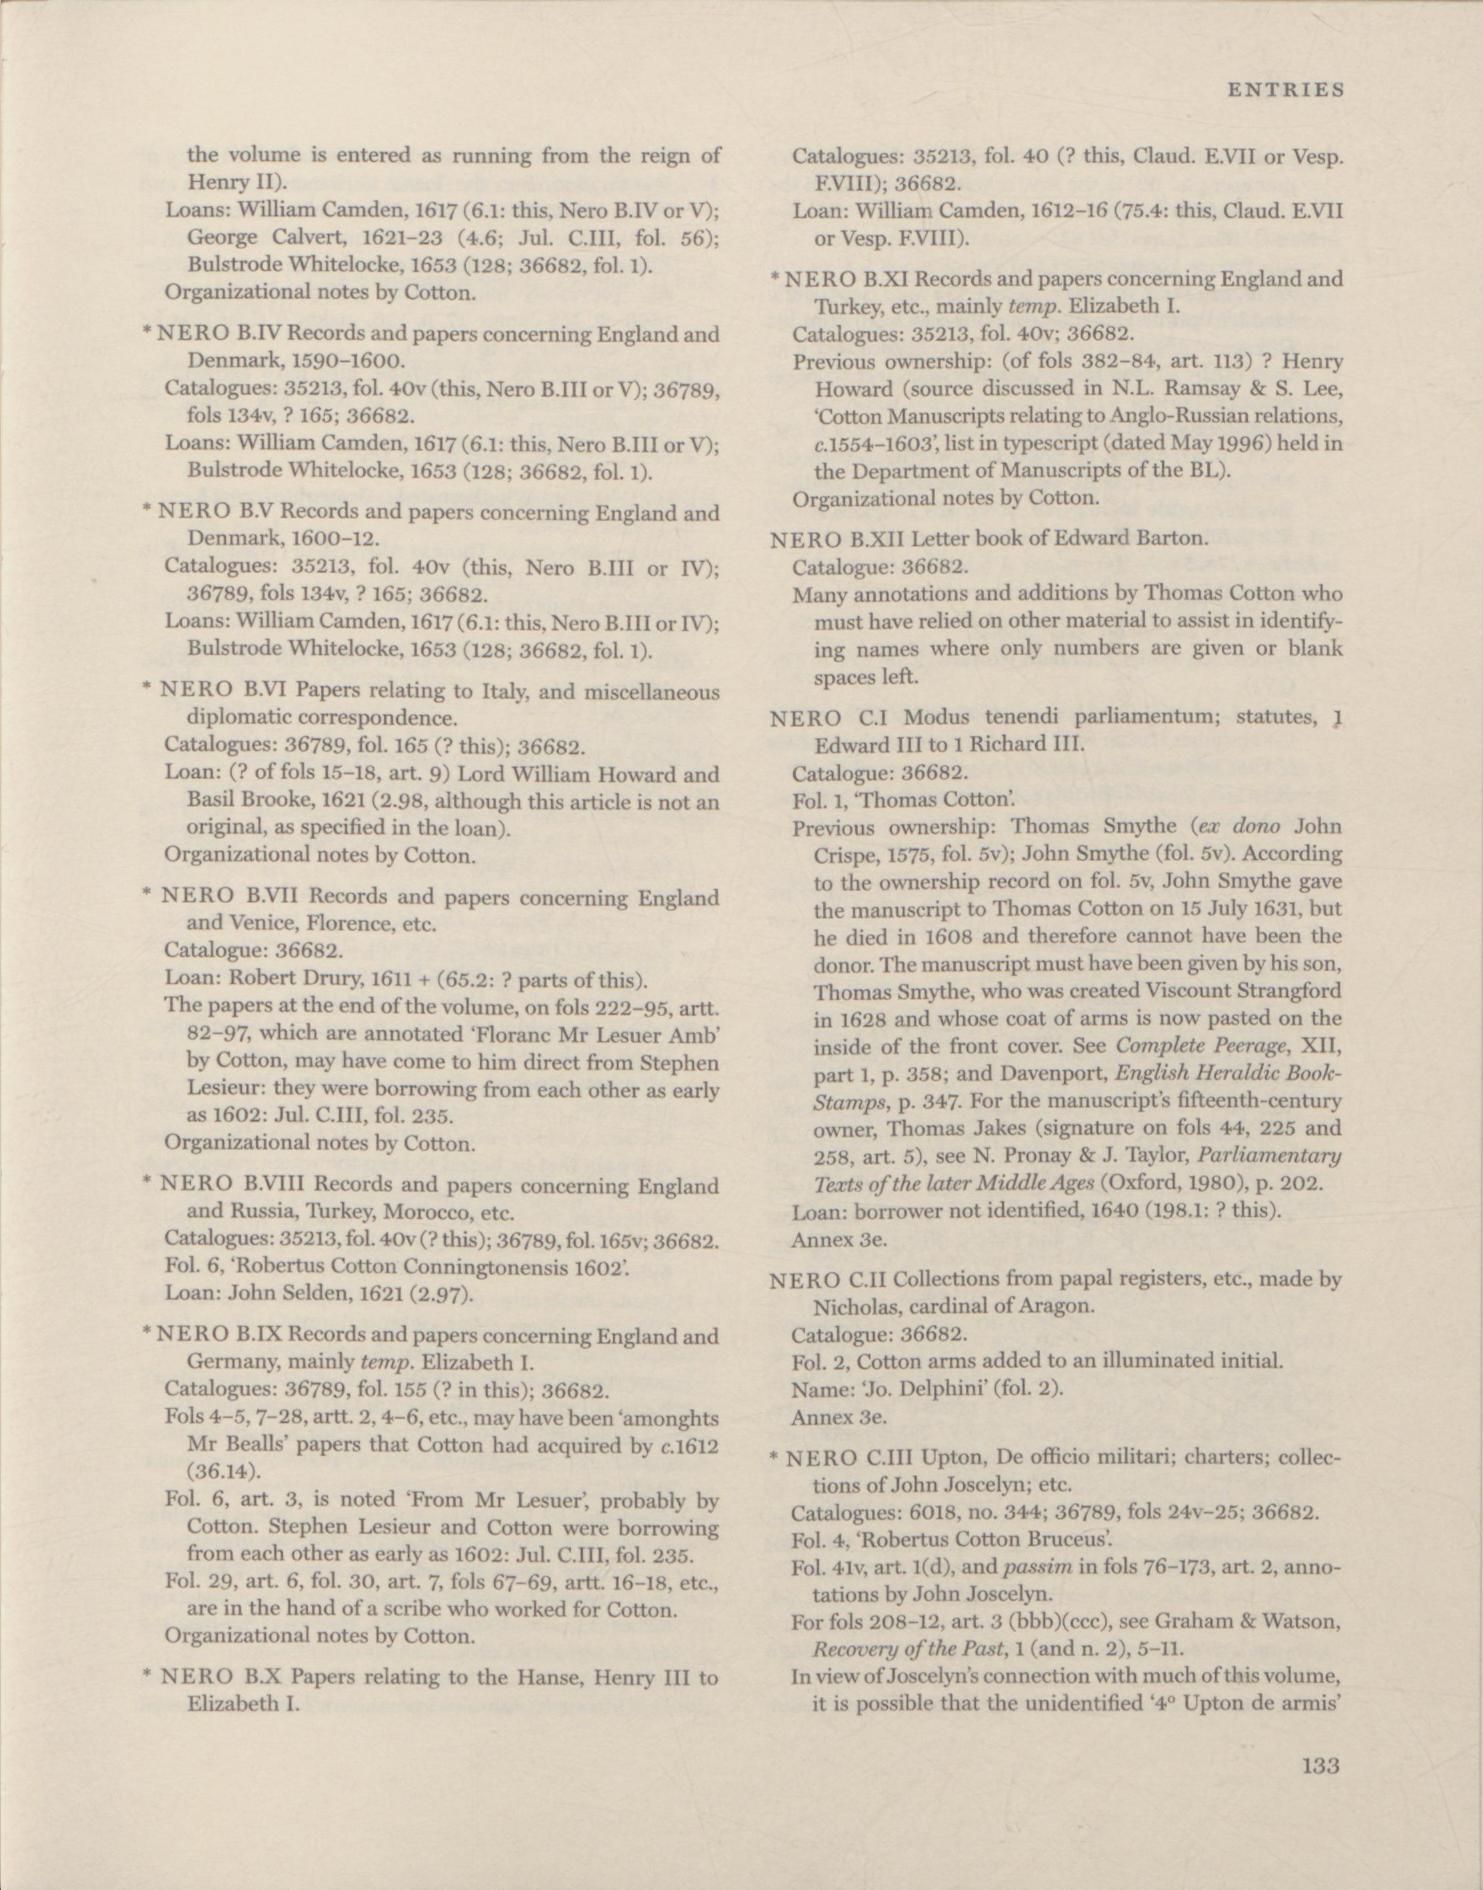 ENTRIES
the volume is entered as running from the reign of
Henry II).
Loans: William Camden, 1617 (6.1: this, Nero B.IV or V);
George Calvert, 1621–23 (4.6; Jul. C.III, fol. 56);
Bulstrode Whitelocke, 1653 (128; 36682, fol. 1).
Organizational notes by Cotton.
* NERO B.IV Records and papers concerning England and
Denmark, 1590–1600.
Catalogues: 35213, fol. 40v (this, Nero B.III or V); 36789,
fols 134v, ? 165; 36682.
Loans: William Camden, 1617 (6.1: this, Nero B.III or V);
Bulstrode Whitelocke, 1653 (128; 36682, fol. 1).
* NERO B.V Records and papers concerning England and
Denmark, 1600–12.
Catalogues: 35213, fol. 40v (this, Nero B.III or IV);
36789, fols 134v, ? 165; 36682.
Loans: William Camden, 1617 (6.1: this, Nero B.III or IV);
Bulstrode Whitelocke, 1653 (128; 36682, fol. 1).
* NERO B.VI Papers relating to Italy, and miscellaneous
diplomatic correspondence.
Catalogues: 36789, fol. 165 (? this); 36682.
Loan: (? of fols 15–18, art. 9) Lord William Howard and
Basil Brooke, 1621 (2.98, although this article is not an
original, as specified in the loan).
Organizational notes by Cotton.
* NERO B.VII Records and papers concerning England
and Venice, Florence, etc.
Catalogue: 36682.
Loan: Robert Drury, 1611 + (65.2: ? parts of this).
The papers at the end of the volume, on fols 222–95, artt.
82–97, which are annotated ‘Floranc Mr Lesuer Amb’
by Cotton, may have come to him direct from Stephen
Lesieur: they were borrowing from each other as early
as 1602: Jul. C.III, fol. 235.
Organizational notes by Cotton.
* NERO B.VIII Records and papers concerning England
and Russia, Turkey, Morocco, etc.
Catalogues: 35213, fol. 40v (? this); 36789, fol. 165v; 36682.
Fol. 6, ‘Robertus Cotton Conningtonensis 1602’.
Loan: John Selden, 1621 (2.97).
* NERO B.IX Records and papers concerning England and
Germany, mainly temp. Elizabeth I.
Catalogues: 36789, fol. 155 (? in this); 36682.
Fols 4–5, 7–28, artt. 2, 4–6, etc., may have been ‘amonghts
Mr Bealls’ papers that Cotton had acquired by c.1612
(36.14).
Fol. 6, art. 3, is noted ‘From Mr Lesuer’, probably by
Cotton. Stephen Lesieur and Cotton were borrowing
from each other as early as 1602: Jul. C.III, fol. 235.
Fol. 29, art. 6, fol. 30, art. 7, fols 67–69, artt. 16–18, etc.,
are in the hand of a scribe who worked for Cotton.
Organizational notes by Cotton.
* NERO B.X Papers relating to the Hanse, Henry III to
Elizabeth I.
Catalogues: 35213, fol. 40 (? this, Claud. E.VII or Vesp.
F.VIII); 36682.
Loan: William Camden, 1612–16 (75.4: this, Claud. E.VII
or Vesp. F.VIII).
* NERO B.XI Records and papers concerning England and
Turkey, etc., mainly temp. Elizabeth I.
Catalogues: 35213, fol. 40v; 36682.
Previous ownership: (of fols 382–84, art. 113) ? Henry
Howard (source discussed in N.L. Ramsay & S. Lee,
‘Cotton Manuscripts relating to Anglo-Russian relations,
c.1554–1603’, list in typescript (dated May 1996) held in
the Department of Manuscripts of the BL).
Organizational notes by Cotton.
NERO B.XII Letter book of Edward Barton.
Catalogue: 36682.
Many annotations and additions by Thomas Cotton who
must have relied on other material to assist in identify-
ing names where only numbers are given or blank
spaces left.
NERO C.I Modus tenendi parliamentum; statutes, 1
Edward III to 1 Richard III.
Catalogue: 36682.
Fol. 1, ‘Thomas Cotton’.
Previous ownership: Thomas Smythe (ex dono John
Crispe, 1575, fol. 5v); John Smythe (fol. 5v). According
to the ownership record on fol. 5v, John Smythe gave
the manuscript to Thomas Cotton on 15 July 1631, but
he died in 1608 and therefore cannot have been the
donor. The manuscript must have been given by his son,
Thomas Smythe, who was created Viscount Strangford
in 1628 and whose coat of arms is now pasted on the
inside of the front cover. See Complete Peerage, XII,
part 1, p. 358; and Davenport, English Heraldic Book-
Stamps, p. 347. For the manuscript’s fifteenth-century
owner, Thomas Jakes (signature on fols 44, 225 and
258, art. 5), see N. Pronay & J. Taylor, Parliamentary
Texts of the later Middle Ages (Oxford, 1980), p. 202.
Loan: borrower not identified, 1640 (198.1: ? this).
Annex 3e.
NERO C.II Collections from papal registers, etc., made by
Nicholas, cardinal of Aragon.
Catalogue: 36682.
Fol. 2, Cotton arms added to an illuminated initial.
Name: ‘Jo. Delphini’ (fol. 2).
Annex 3e.
* NERO C.III Upton, De officio militari; charters; collec-
tions of John Joscelyn; etc.
Catalogues: 6018, no. 344; 36789, fols 24v–25; 36682.
Fol. 4, ‘Robertus Cotton Bruceus’.
Fol. 41v, art. 1(d), and passim in fols 76–173, art. 2, anno-
tations by John Joscelyn.
For fols 208–12, art. 3 (bbb)(ccc), see Graham & Watson,
Recovery of the Past, 1 (and n. 2), 5–11.
In view of Joscelyn’s connection with much of this volume,
it is possible that the unidentified ‘4º Upton de armis’
133